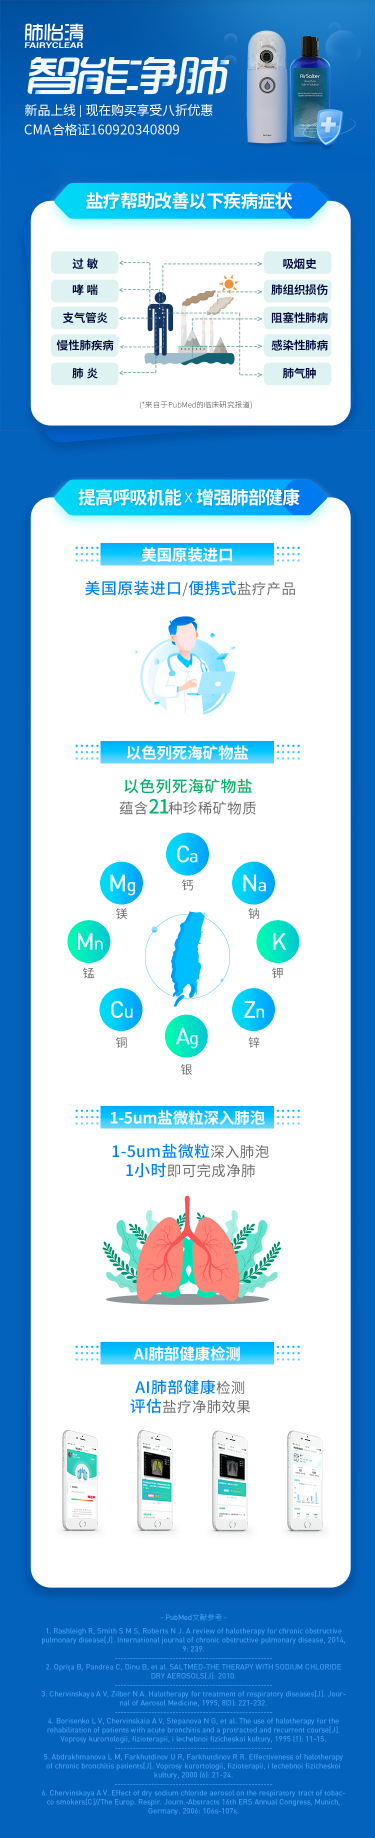 肺怡清
FAIRYCLEAR
智能净肺
新品上线 | 现在购买享受八折优惠
CMA合格证160920340809
AirSalter
盐疗帮助改善以下疾病症状
过 敏
哮 喘
支气管炎
慢性肺疾病
肺 炎
吸烟史
肺组织损伤
阻塞性肺病
感染性肺病
肺气肿
(*来自于PubMed的临床研究报道)
提高呼吸机能 X 增强肺部健康
美国原装进口
美国原装进口/便携式盐疗产品
以色列死海矿物盐
以色列死海矿物盐
蕴含21种珍稀矿物质
Ca
钙
Mg
镁
Na
钠
Mn
锰
K
钾
Cu
铜
Zn
锌
Ag
银
1-5um盐微粒深入肺泡
1-5um盐微粒深入肺泡
1小时即可完成净肺
AI肺部健康检测
AI肺部健康检测
评估盐疗净肺效果
- PubMed文献参考 -
1. Rashleigh R, Smith S M S, Roberts N J. A review of halotherapy for chronic obstructive
pulmonary disease[J]. International journal of chronic obstructive pulmonary disease, 2014,
9: 239.
2. Oprița B, Pandrea C, Dinu B, et al. SALTMED-THE THERAPY WITH SODIUM CHLORIDE
DRY AEROSOLS[J]. 2010.
3. Chervinskaya A V, Zilber N A. Halotherapy for treatment of respiratory diseases[J]. Jour-
nal of Aerosol Medicine, 1995, 8(3): 221-232.
4. Borisenko L V, Chervinskaia A V, Stepanova N G, et al. The use of halotherapy for the
rehabilitation of patients with acute bronchitis and a protracted and recurrent course[J].
Voprosy kurortologii, fizioterapii, i lechebnoi fizicheskoi kultury, 1995 (1): 11-15.
5. Abdrakhmanova L M, Farkhutdinov U R, Farkhutdinov R R. Effectiveness of halotherapy
of chronic bronchitis patients[J]. Voprosy kurortologii, fizioterapii, i lechebnoi fizicheskoi
kultury, 2000 (6): 21-24.
6. Chervinskaya A V. Effect of dry sodium chloride aerosol on the respiratory tract of tobac-
co smokers[C]//The Europ. Respir. Journ.-Abstracts 16th ERS Annual Congress, Munich,
Germany. 2006: 106s-107s.